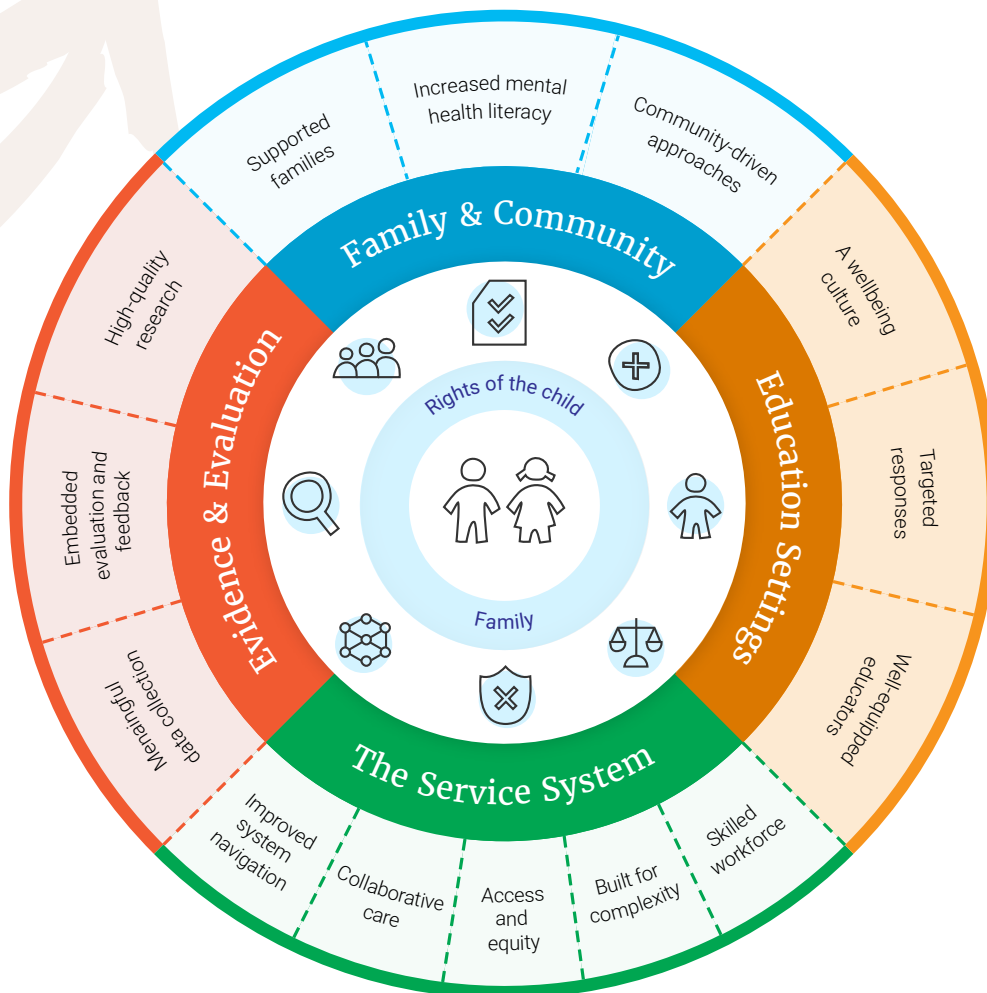 Supported
families
Increased mental
health literacy
Community-driven
approaches
Family & Community
A wellbeing
culture
Targeted
responses
Well-equipped
educators
Education Settings
Skilled
workforce
Built for
complexity
Access
and
equity
Collaborative
care
Improved
system
navigation
The Service System
Menaingful
data collection
Embedded
evaluation and
feedback
High-quality
research
Evidence & Evaluation
Rights of the child
Family